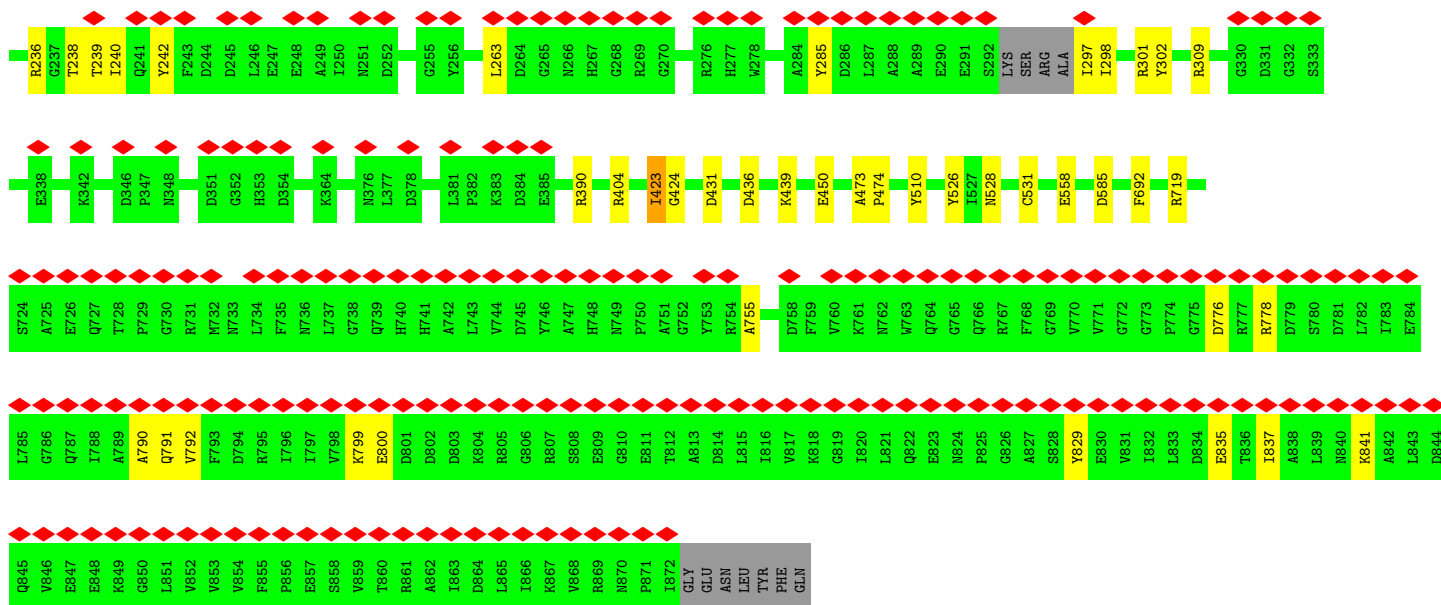 R236 G237 T238 T239 I240 Q241 Y242 F243 D244 D245 L246 E247 E248 A249 I250 N251 D252 G255 Y256 L263 D264 G265 N266 H267 G268 R269 G270 R276 H277 W278 A284 Y285 D286 L287 A288 A289 E290 E291 S292 LYS SER ARG ALA I297 I298 R301 Y302 R309 G330 D331 G332 S333
E338 K342 D346 P347 N348 D351 G352 H353 D354 K364 N376 L377 D378 L381 P382 K383 D384 E385 R390 R404 I423 G424 D431 D436 K439 E450 A473 P474 Y510 Y526 I527 N528 C531 E558 D585 F692 R719
S724 A725 E726 Q727 T728 P729 G730 R731 M732 N733 L734 F735 N736 L737 G738 Q739 H740 H741 A742 L743 V744 D745 Y746 A747 H748 N749 P750 A751 G752 Y753 R754 A755 D758 F759 V760 K761 N762 W763 Q764 G765 Q766 R767 F768 G769 V770 V771 G772 G773 P774 G775 D776 R777 R778 D779 S780 D781 L782 I783 E784
L785 G786 Q787 I788 A789 A790 Q791 V792 F793 D794 R795 I796 I797 V798 K799 E800 D801 D802 D803 K804 R805 G806 R807 S808 E809 G810 E811 T812 A813 D814 L815 I816 V817 K818 G819 I820 L821 Q822 E823 N824 P825 G826 A827 S828 Y829 E830 V831 I832 L833 D834 E835 T836 I837 A838 L839 N840 K841 A842 L843 D844
Q845 V846 E847 E848 K849 G850 L851 V852 V853 V854 F855 P856 E857 S858 V859 T860 R861 A862 I863 D864 L865 I866 K867 V868 R869 N870 P871 I872 GLY GLU ASN LEU TYR PHE GLN